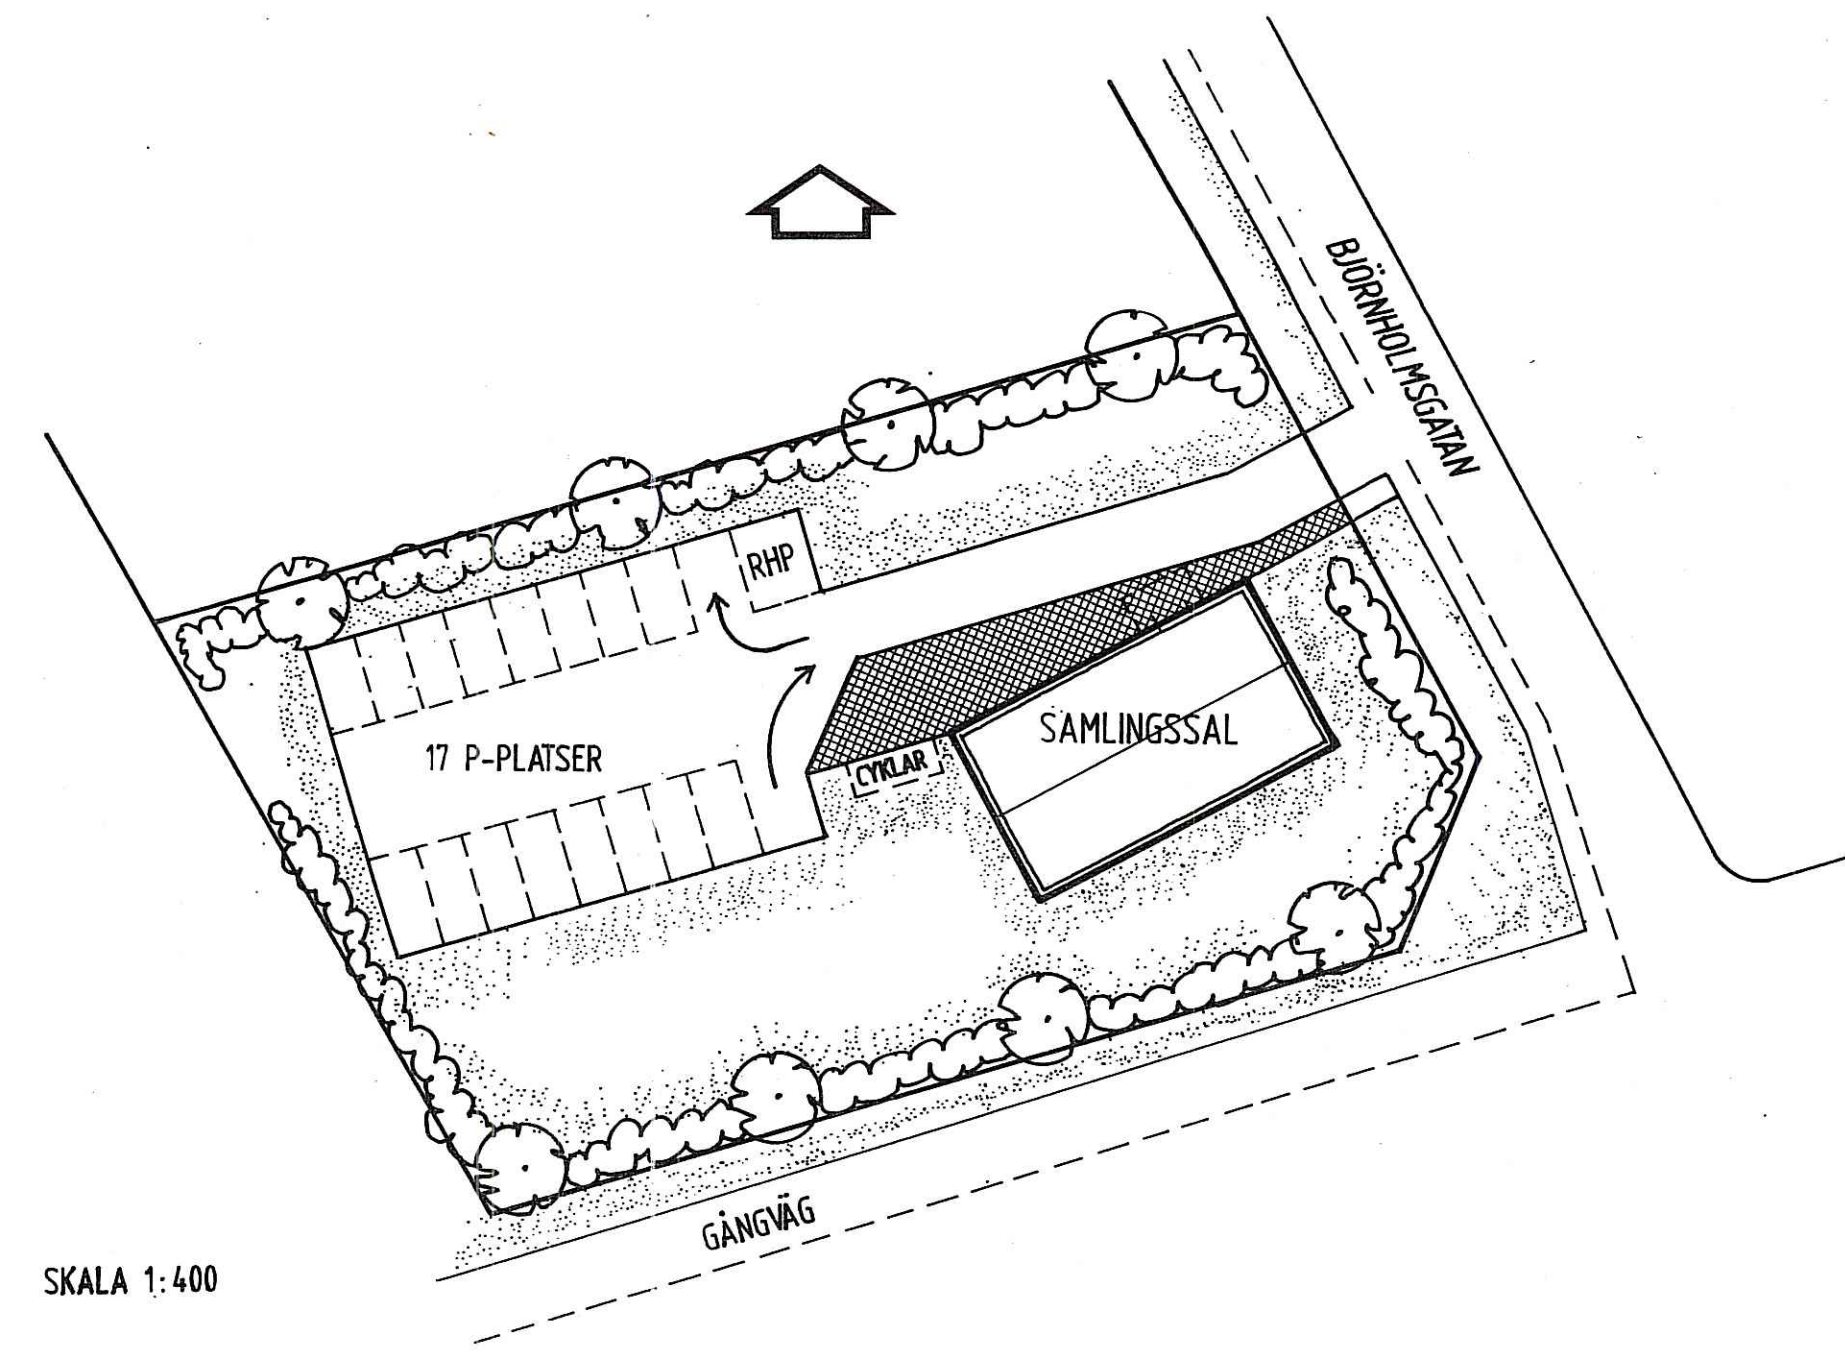 BJÖRNHOLMSGATAN
RHP
SAMLINGSSAL
17 P-PLATSER
CYKLAR
GÅNGVÄG
SKALA 1:400